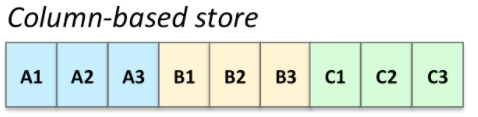 Column-based store
A1 A2 A3 B1 B2 B3 C1 C2 C3